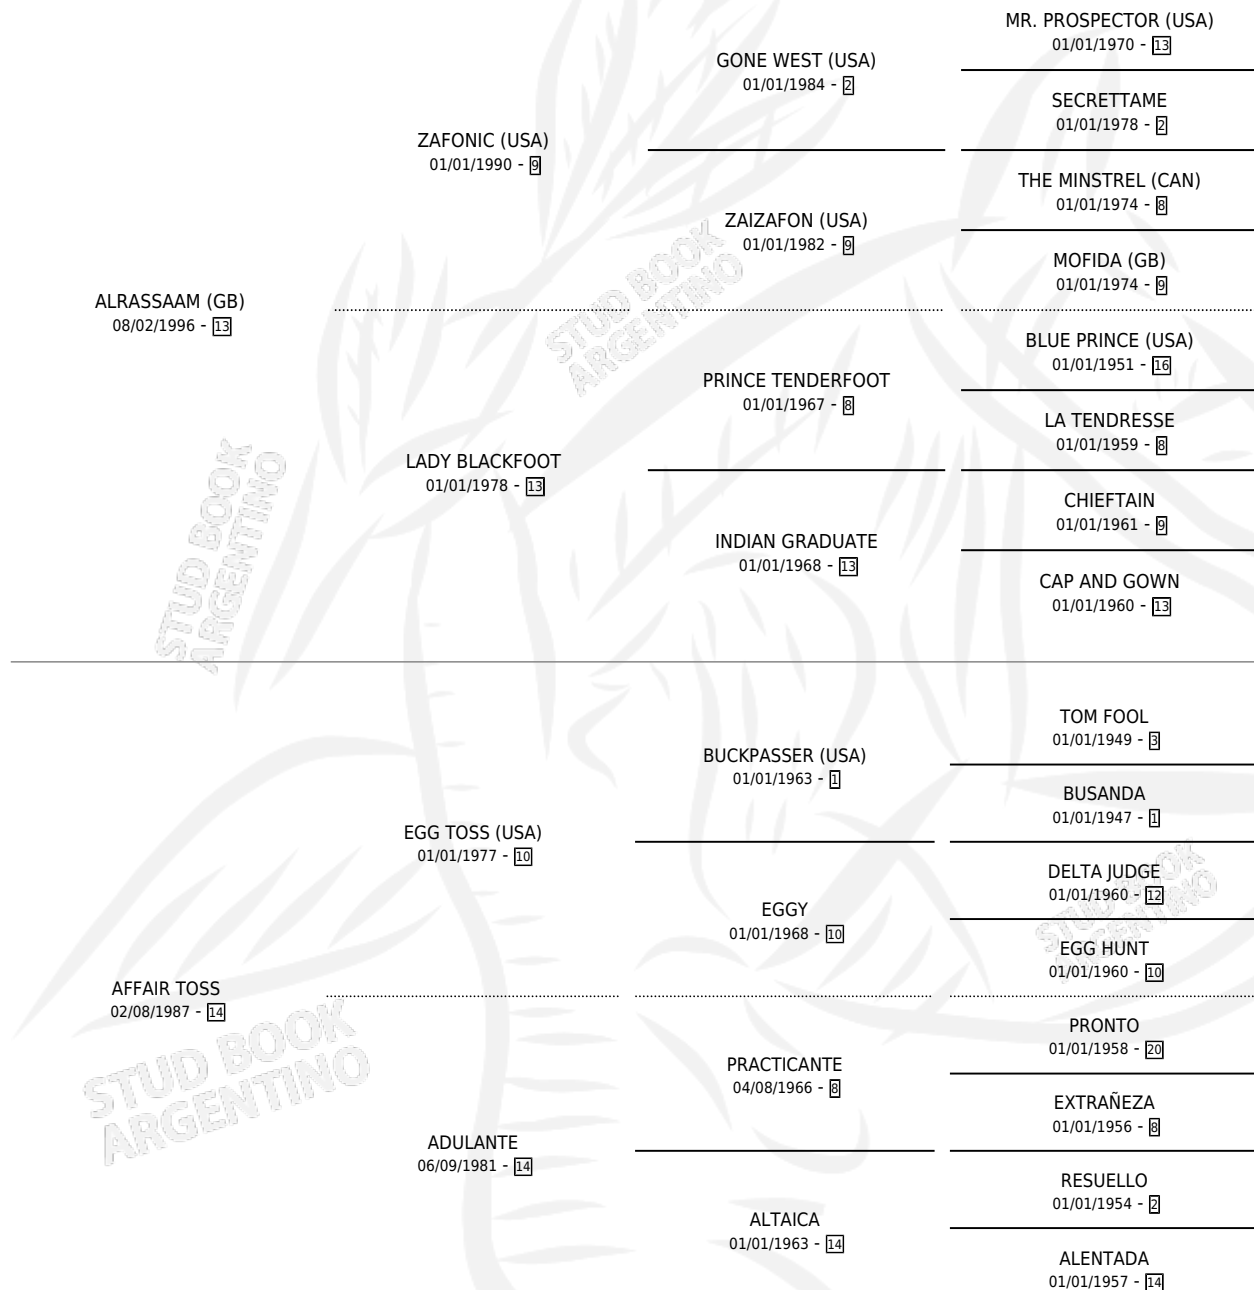 MR. PROSPECTOR (USA)
01/01/1970 - 13
GONE WEST (USA)
01/01/1984 - 2
SECRETTAME
01/01/1978 - 2
ZAFONIC (USA)
01/01/1990 - 9
THE MINSTREL (CAN)
01/01/1974 - 8
ZAIZAFON (USA)
01/01/1982 - 9
MOFIDA (GB)
01/01/1974 - 9
STUD BOOK
ARGENTINO
ALRASSAAM (GB)
08/02/1996 - 13
BLUE PRINCE (USA)
01/01/1951 - 16
PRINCE TENDERFOOT
01/01/1967 - 8
LA TENDRESSE
01/01/1959 - 8
LADY BLACKFOOT
01/01/1978 - 13
CHIEFTAIN
01/01/1961 - 9
INDIAN GRADUATE
01/01/1968 - 13
CAP AND GOWN
01/01/1960 - 13
STUD BOOK
ARGENTINO
TOM FOOL
01/01/1949 - 3
BUCKPASSER (USA)
01/01/1963 - 1
BUSANDA
01/01/1947 - 1
EGG TOSS (USA)
01/01/1977 - 10
DELTA JUDGE
01/01/1960 - 12
EGGY
01/01/1968 - 10
STUD BOOK
ARGENTINO
EGG HUNT
01/01/1960 - 10
AFFAIR TOSS
02/08/1987 - 14
PRONTO
01/01/1958 - 20
STUD BOOK
ARGENTINO
PRACTICANTE
04/08/1966 - 8
EXTRAÑEZA
01/01/1956 - 8
ADULANTE
06/09/1981 - 14
RESUELLO
01/01/1954 - 2
ALTAICA
01/01/1963 - 14
ALENTADA
01/01/1957 - 14